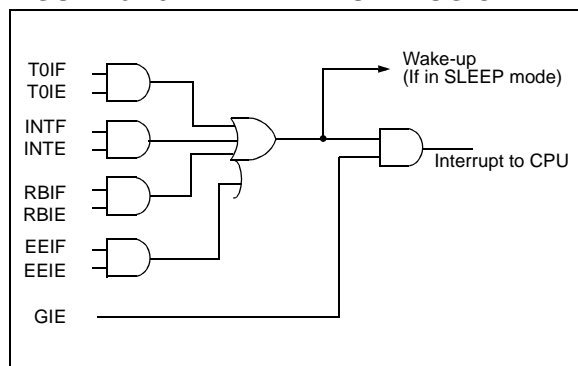 T0IF
T0IE
INTF
INTE
RBIF
RBIE
EEIF
EEIE
GIE
Wake-up
(If in SLEEP mode)
Interrupt to CPU